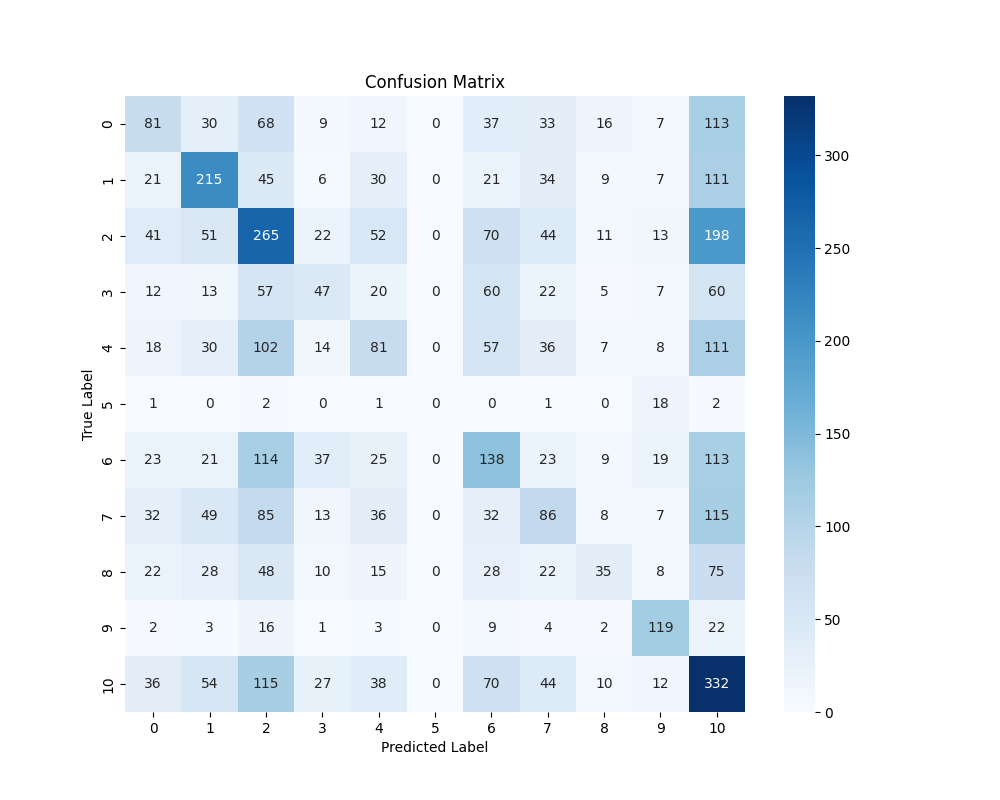 Confusion Matrix
0 81 30 68 9 12 0 37 33 16 7 113
1 21 215 45 6 30 0 21 34 9 7 111
2 41 51 265 22 52 0 70 44 11 13 198
3 12 13 57 47 20 0 60 22 5 7 60
4 18 30 102 14 81 0 57 36 7 8 111
5 1 0 2 0 1 0 0 1 0 18 2
6 23 21 114 37 25 0 138 23 9 19 113
7 32 49 85 13 36 0 32 86 8 7 115
8 22 28 48 10 15 0 28 22 35 8 75
9 2 3 16 1 3 0 9 4 2 119 22
10 36 54 115 27 38 0 70 44 10 12 332
0 1 2 3 4 5 6 7 8 9 10
Predicted Label
True Label
300
250
200
150
100
50
0